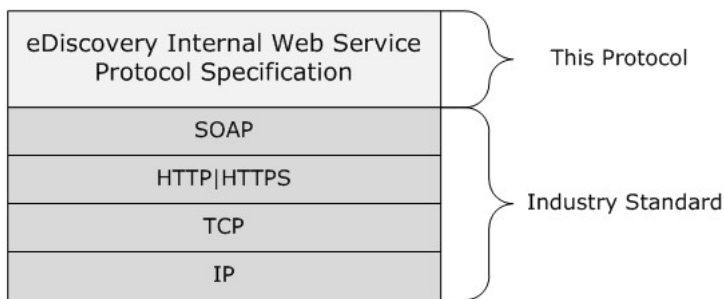 eDiscovery Internal Web Service
Protocol Specification
This Protocol
SOAP
HTTP|HTTPS
TCP
IP
Industry Standard